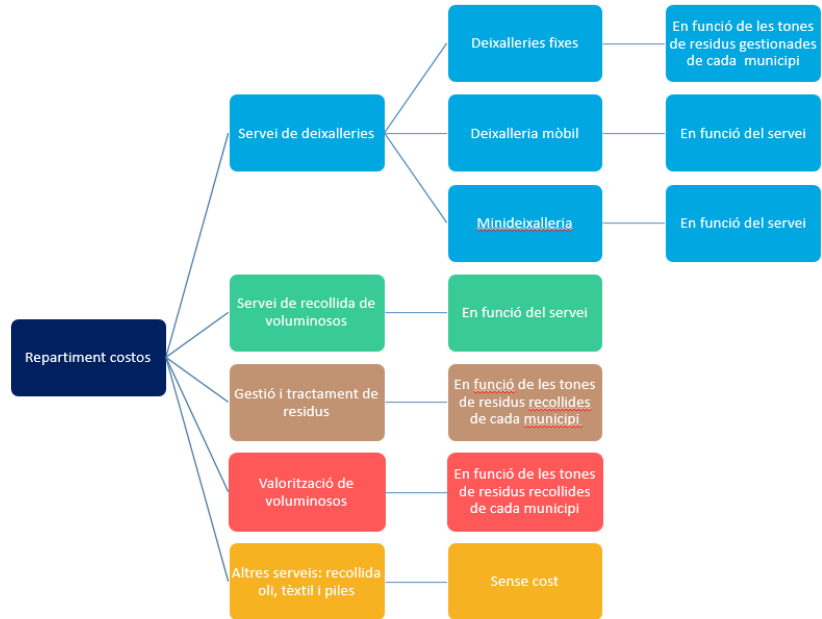 Repartiment costos
Servei de deixalleries
Deixalleries fixes
En funció de les tones
de residus gestionades
de cada municipi
Deixalleria mòbil
En funció del servei
Minideixalleria
En funció del servei
Servei de recollida de
voluminosos
En funció del servei
Gestió i tractament de
residus
En funció de les tones
de residus recollides
de cada municipi
Valorització de
voluminosos
En funció de les tones
de residus recollides
de cada municipi
Altres serveis: recollida
oli, tèxtil i piles
Sense cost